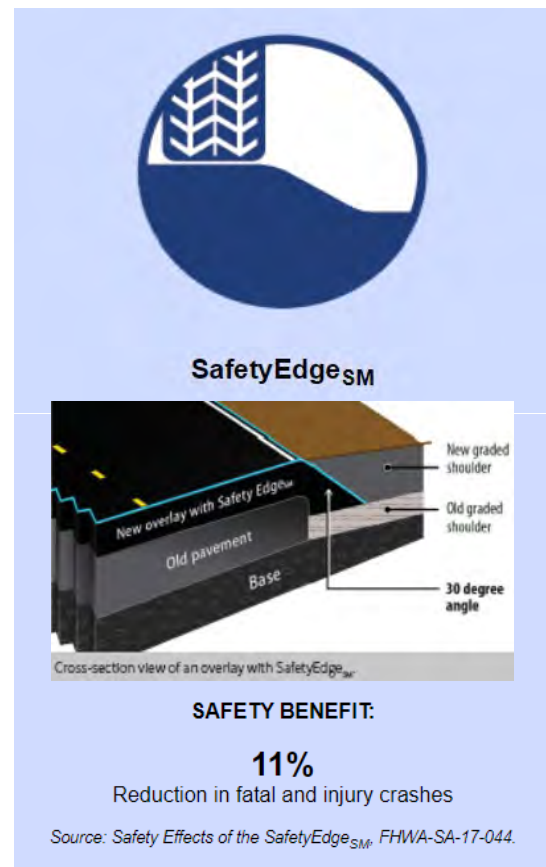 SafetyEdgeSM
New graded
shoulder
Old graded
shoulder
New overlay with Safety EdgeSM
Old pavement
Base
30 degree
angle
Cross-section view of an overlay with SafetyEdgeSM.
SAFETY BENEFIT:
11%
Reduction in fatal and injury crashes
Source: Safety Effects of the SafetyEdgeSM, FHWA-SA-17-044.